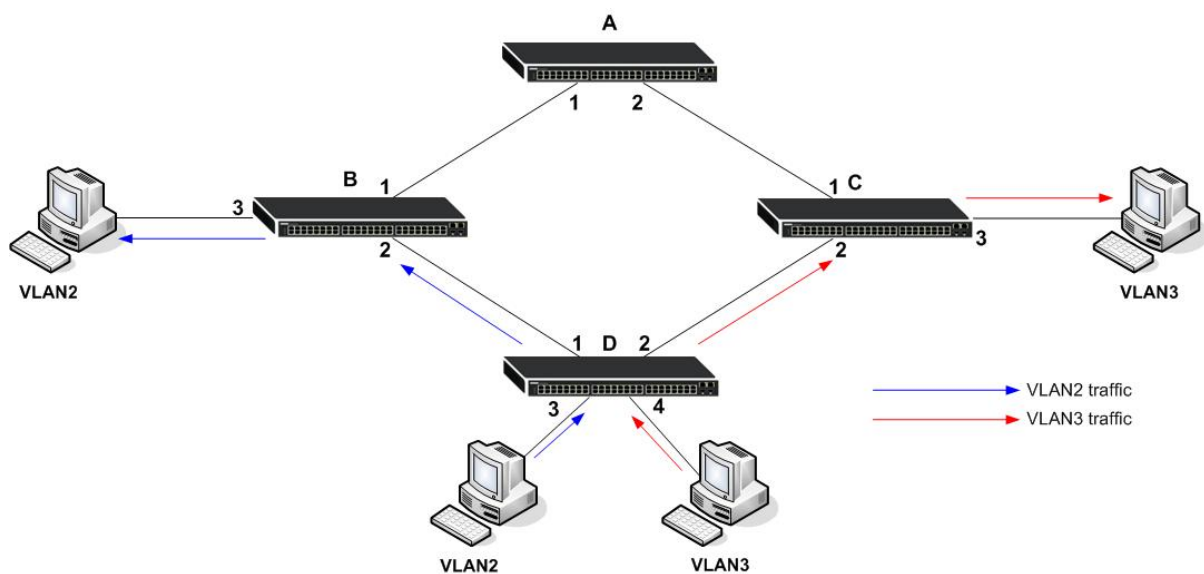 A
1 2
B 1
1 C
3
3
2
2
VLAN2
VLAN3
1 D 2
3 4
VLAN2 traffic
VLAN3 traffic
VLAN2
VLAN3